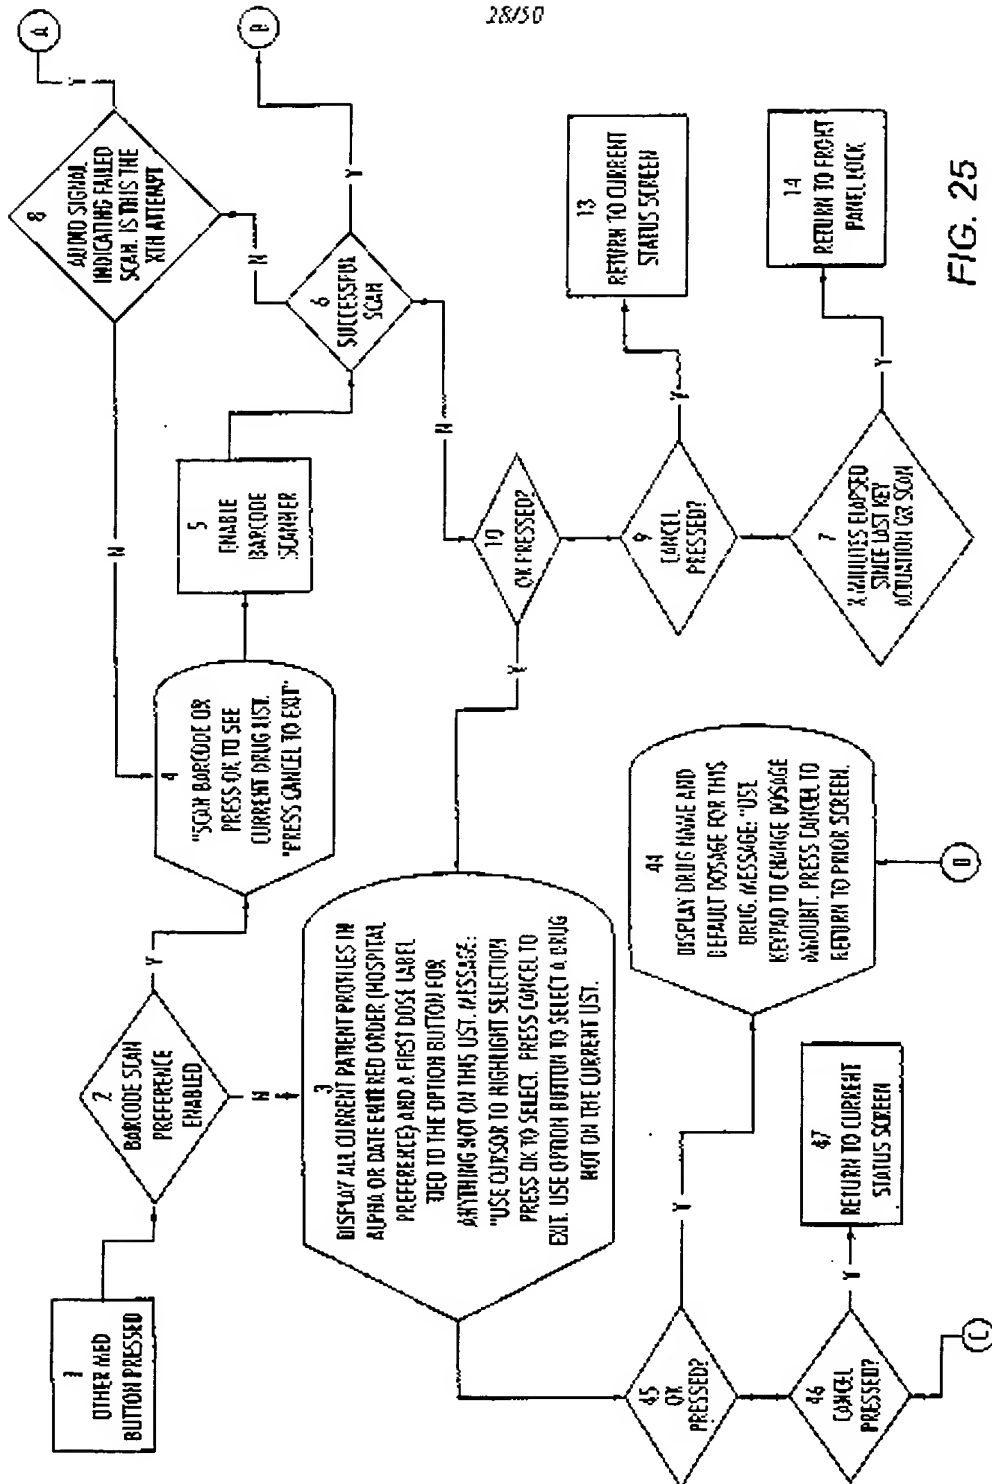 28/50
1
OTHER MED
BUTTON PRESSED
2
BARCODE SCAN
PREFERENCE
ENABLED
Y
N
4
"SCAN BARCODE OR
PRESS OK TO SEE
CURRENT DRUG LIST.
"PRESS CANCEL TO EXIT"
5
ENABLE
BARCODE
SCANNER
6
SUCCESSFUL
SCAN
Y
N
B
8
AUDIO SIGNAL,
INDICATING FAILED
SCAN. IS THIS THE
XTH ATTEMPT
Y
N
A
3
DISPLAY ALL CURRENT PATIENT PROFILES IN
ALPHA OR DATE ENTERED ORDER (HOSPITAL
PREFERENCE) AND A FIRST DOSE LABEL
TIED TO THE OPTION BUTTON FOR
ANYTHING NOT ON THIS LIST. MESSAGE:
"USE CURSOR TO HIGHLIGHT SELECTION
PRESS OK TO SELECT. PRESS CANCEL TO
EXIT. USE OPTION BUTTON TO SELECT A DRUG
NOT ON THE CURRENT LIST.
10
OK PRESSED?
Y
N
9
CANCEL
PRESSED?
Y
13
RETURN TO CURRENT
STATUS SCREEN
7
X MINUTES ELAPSED
SINCE LAST KEY
ACTUATION OR SCAN
Y
14
RETURN TO FRONT
PANEL LOCK
45
OK
PRESSED?
Y
44
DISPLAY DRUG NAME AND
DEFAULT DOSAGE FOR THIS
DRUG. MESSAGE: "USE
KEYPAD TO CHANGE DOSAGE
AMOUNT. PRESS CANCEL TO
RETURN TO PRIOR SCREEN.
D
46
CANCEL
PRESSED?
Y
47
RETURN TO CURRENT
STATUS SCREEN
C
FIG. 25